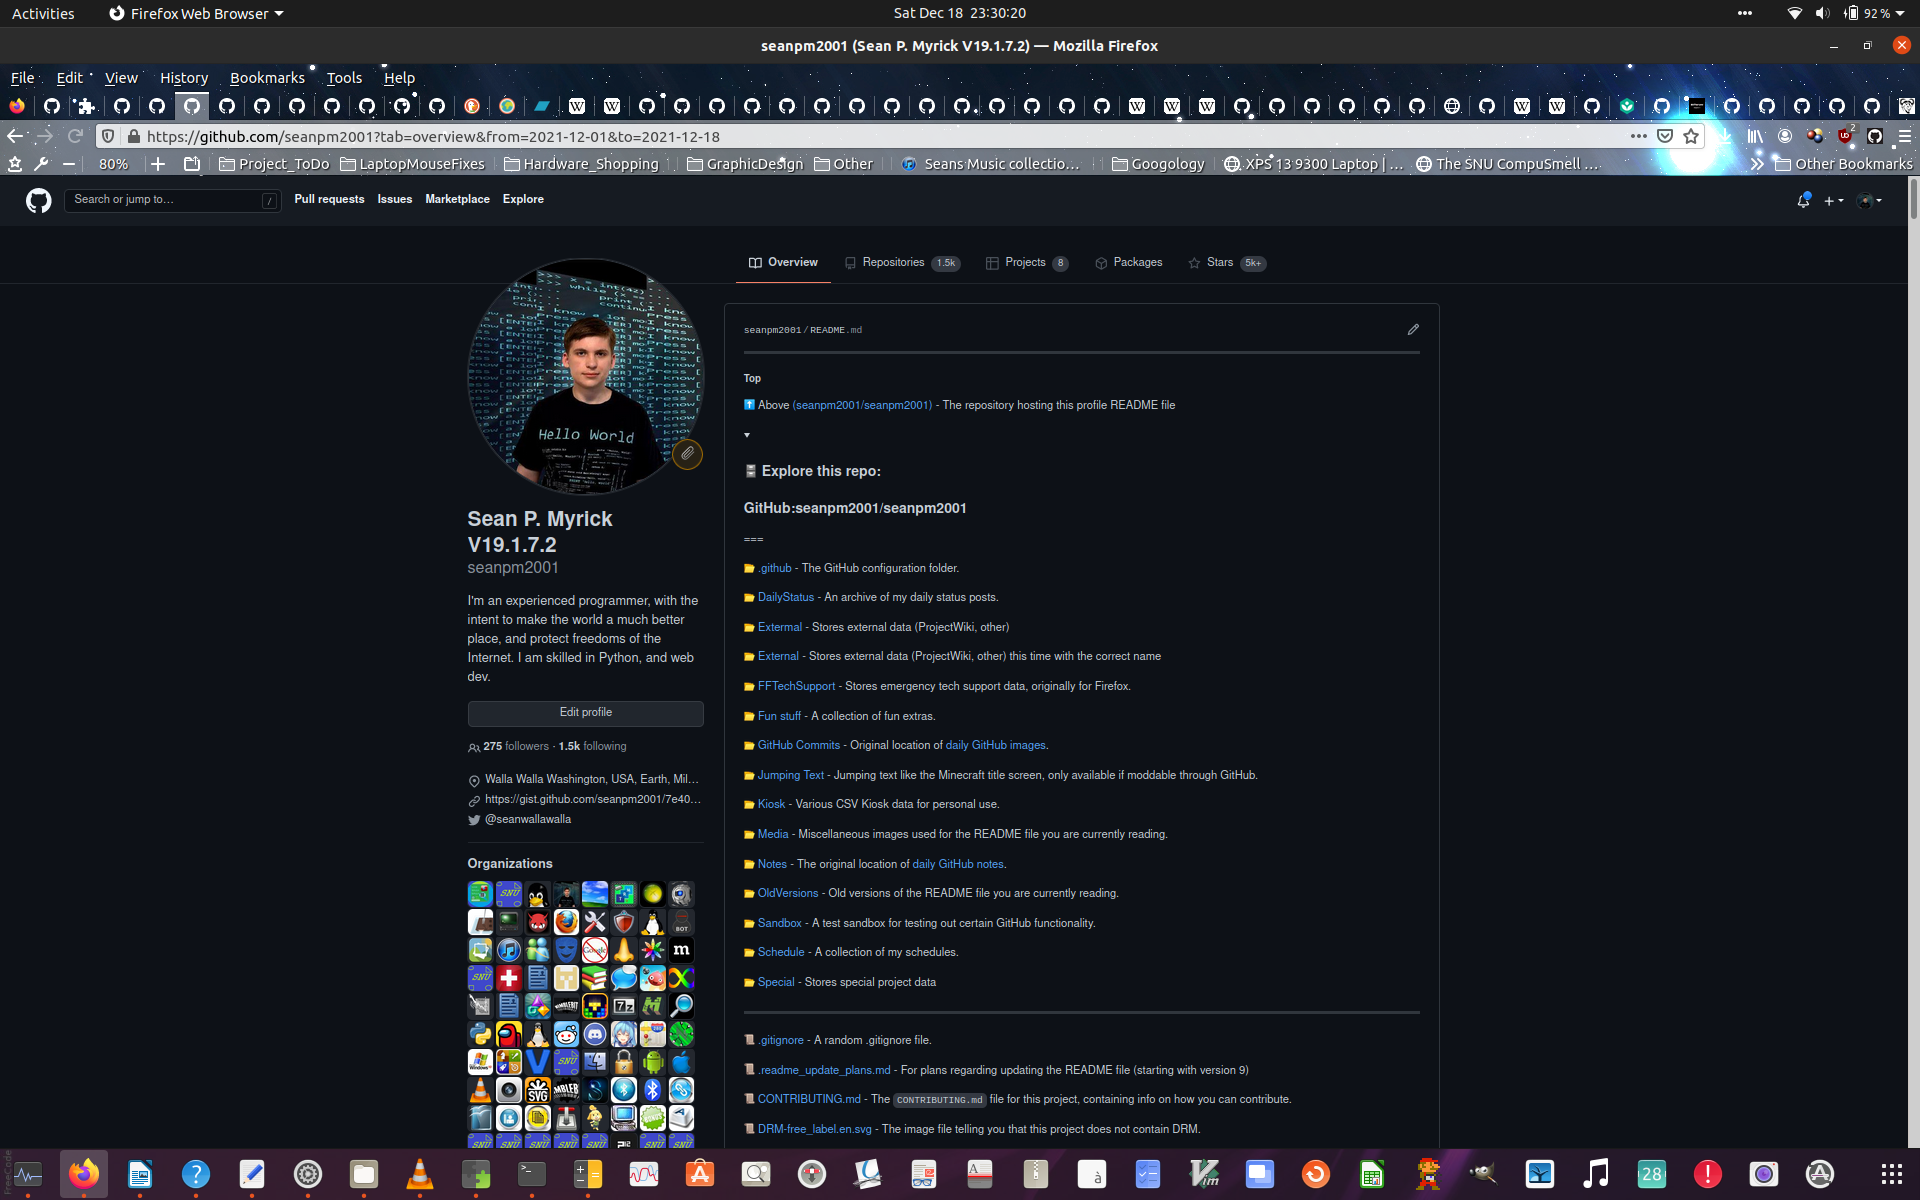 Activities
Firefox Web Browser
Sat Dec 18 23:30:20
92 %
seanpm2001 (Sean P. Myrick V19.1.7.2) — Mozilla Firefox
File Edit View History Bookmarks Tools Help
https://github.com/seanpm2001?tab=overview&from=2021-12-01&to=2021-12-18
80%
Project_ToDo
LaptopMouseFixes
Hardware_Shopping
GraphicDesign
Other
Seans Music collectio...
Googology
XPS 13 9300 Laptop | ...
The SNU CompuSmell ...
Other Bookmarks
Search or jump to...
/
Pull requests
Issues
Marketplace
Explore
Overview
Repositories 1.5k
Projects 8
Packages
Stars 5k+
Hello World
Sean P. Myrick
V19.1.7.2
seanpm2001
I'm an experienced programmer, with the
intent to make the world a much better
place, and protect freedoms of the
Internet. I am skilled in Python, and web
dev.
Edit profile
275 followers · 1.5k following
Walla Walla Washington, USA, Earth, Mil...
https://gist.github.com/seanpm2001/7e40...
@seanwallawalla
Organizations
seanpm2001/README.md
Top
Above (seanpm2001/seanpm2001) - The repository hosting this profile README file
Explore this repo:
GitHub:seanpm2001/seanpm2001
===
.github - The GitHub configuration folder.
DailyStatus - An archive of my daily status posts.
Extermal - Stores external data (ProjectWiki, other)
External - Stores external data (ProjectWiki, other) this time with the correct name
FFTechSupport - Stores emergency tech support data, originally for Firefox.
Fun stuff - A collection of fun extras.
GitHub Commits - Original location of daily GitHub images.
Jumping Text - Jumping text like the Minecraft title screen, only available if moddable through GitHub.
Kiosk - Various CSV Kiosk data for personal use.
Media - Miscellaneous images used for the README file you are currently reading.
Notes - The original location of daily GitHub notes.
OldVersions - Old versions of the README file you are currently reading.
Sandbox - A test sandbox for testing out certain GitHub functionality.
Schedule - A collection of my schedules.
Special - Stores special project data
.gitignore - A random .gitignore file.
.readme_update_plans.md - For plans regarding updating the README file (starting with version 9)
CONTRIBUTING.md - The CONTRIBUTING.md file for this project, containing info on how you can contribute.
DRM-free_label.en.svg - The image file telling you that this project does not contain DRM.
28